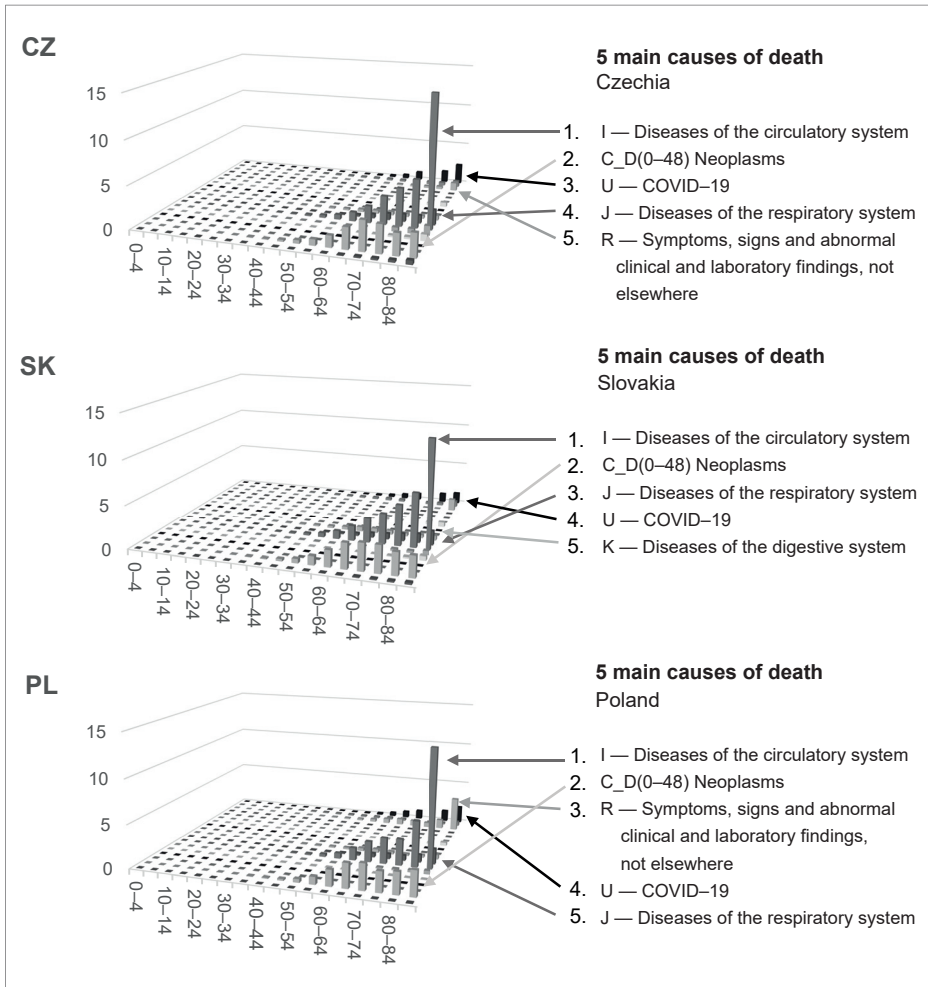 CZ
5 main causes of death
Czechia
15
10
5
0
0–4
10–14
20–24
30–34
40–44
50–54
60–64
70–74
80–84
1. I — Diseases of the circulatory system
2. C_D(0–48) Neoplasms
3. U — COVID–19
4. J — Diseases of the respiratory system
5. R — Symptoms, signs and abnormal
clinical and laboratory findings, not
elsewhere
SK
5 main causes of death
Slovakia
15
10
5
0
0–4
10–14
20–24
30–34
40–44
50–54
60–64
70–74
80–84
1. I — Diseases of the circulatory system
2. C_D(0–48) Neoplasms
3. J — Diseases of the respiratory system
4. U — COVID–19
5. K — Diseases of the digestive system
PL
5 main causes of death
Poland
15
10
5
0
0–4
10–14
20–24
30–34
40–44
50–54
60–64
70–74
80–84
1. I — Diseases of the circulatory system
2. C_D(0–48) Neoplasms
3. R — Symptoms, signs and abnormal
clinical and laboratory findings,
not elsewhere
4. U — COVID–19
5. J — Diseases of the respiratory system